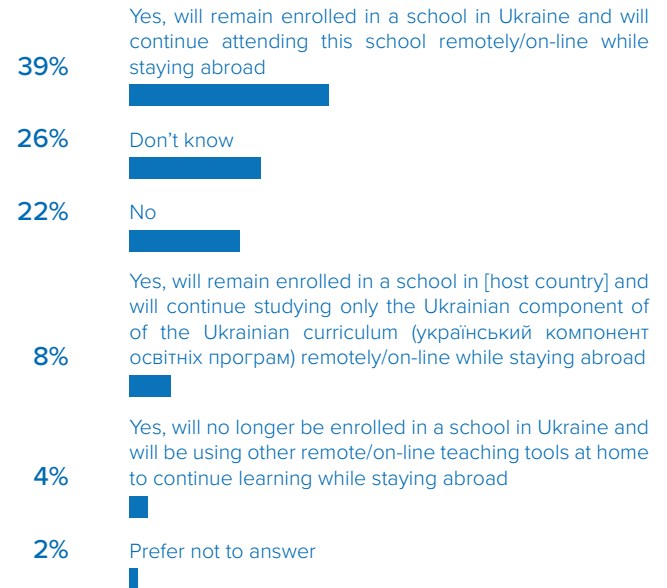 Yes, will remain enrolled in a school in Ukraine and will
continue attending this school remotely/on-line while
39% staying abroad
26% Don’t know
22% No
Yes, will remain enrolled in a school in [host country] and
will continue studying only the Ukrainian component of
of the Ukrainian curriculum (український компонент
8% освітніх програм) remotely/on-line while staying abroad
Yes, will no longer be enrolled in a school in Ukraine and
will be using other remote/on-line teaching tools at home
4% to continue learning while staying abroad
2% Prefer not to answer